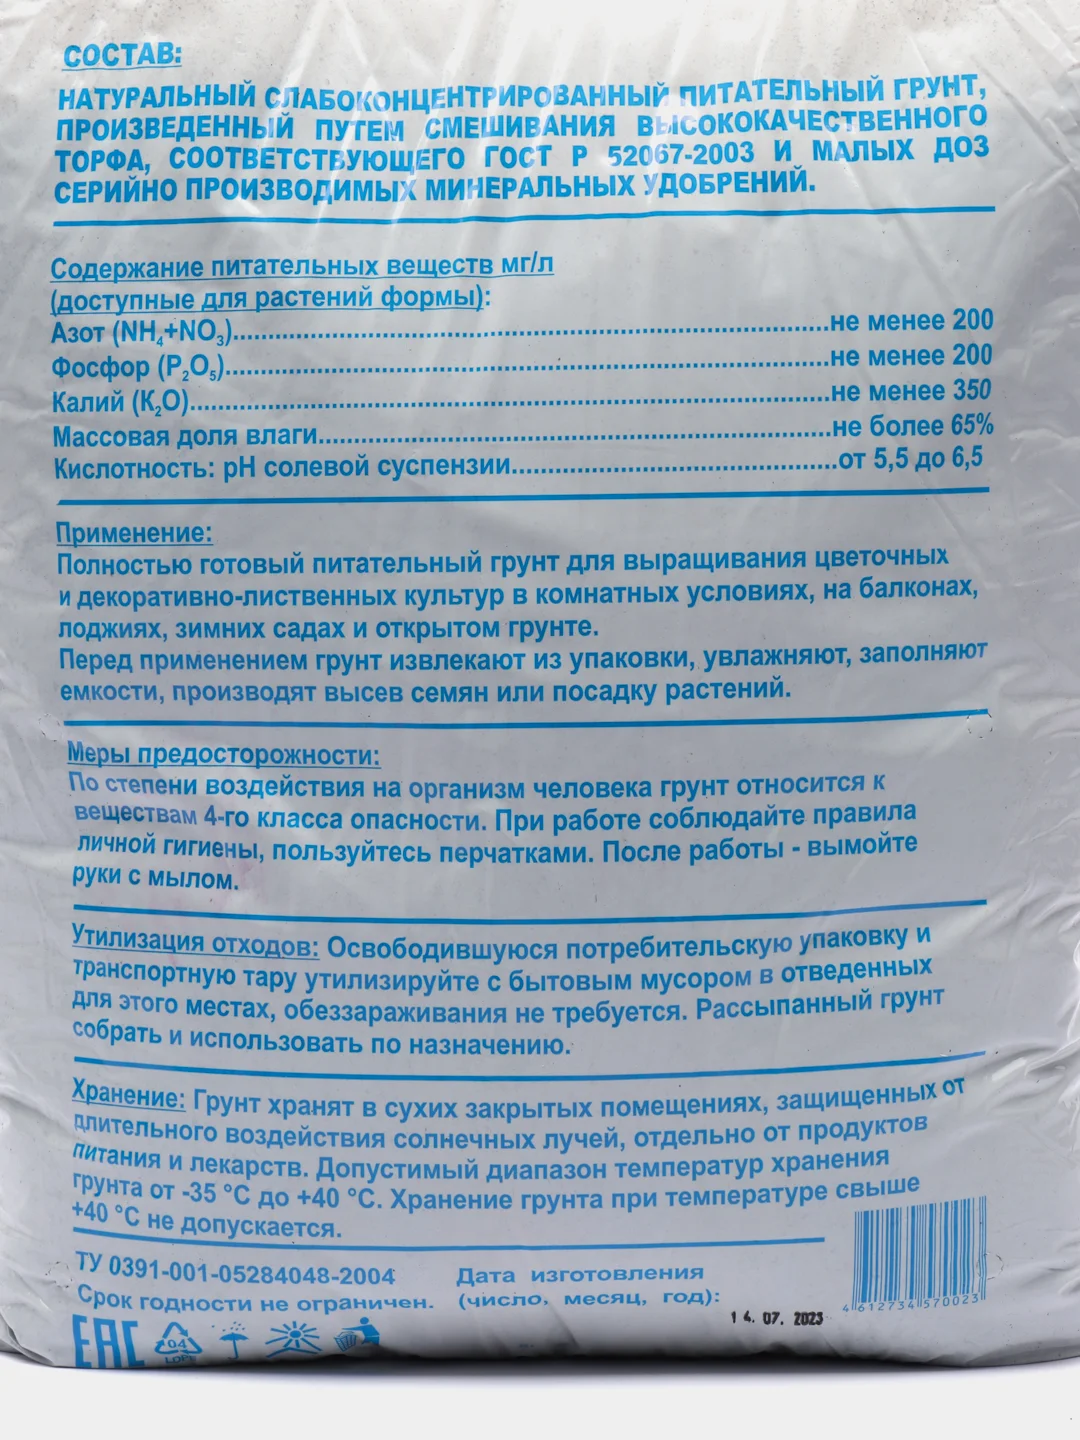 СОСТАВ:
НАТУРАЛЬНЫЙ СЛАБОКОНЦЕНТРИРОВАННЫЙ ПИТАТЕЛЬНЫЙ ГРУНТ,
ПРОИЗВЕДЕННЫЙ ПУТЕМ СМЕШИВАНИЯ ВЫСОКОКАЧЕСТВЕННОГО
ТОРФА, СООТВЕТСТВУЮЩЕГО ГОСТ Р 52067-2003 И МАЛЫХ ДОЗ
СЕРИЙНО ПРОИЗВОДИМЫХ МИНЕРАЛЬНЫХ УДОБРЕНИЙ.
Содержание питательных веществ мг/л
(доступные для растений формы):
Азот (NH₄+NO₃)..........не менее 200
Фосфор (P₂O₅)..........не менее 200
Калий (K₂O)..........не менее 350
Массовая доля влаги..........не более 65%
Кислотность: pH солевой суспензии..........от 5,5 до 6,5
Применение:
Полностью готовый питательный грунт для выращивания цветочных
и декоративно-лиственных культур в комнатных условиях, на балконах,
лоджиях, зимних садах и открытом грунте.
Перед применением грунт извлекают из упаковки, увлажняют, заполняют
емкости, производят высев семян или посадку растений.
Меры предосторожности:
По степени воздействия на организм человека грунт относится к
веществам 4-го класса опасности. При работе соблюдайте правила
личной гигиены, пользуйтесь перчатками. После работы - вымойте
руки с мылом.
Утилизация отходов: Освободившуюся потребительскую упаковку и
транспортную тару утилизируйте с бытовым мусором в отведенных
для этого местах, обеззараживания не требуется. Рассыпанный грунт
собрать и использовать по назначению.
Хранение: Грунт хранят в сухих закрытых помещениях, защищенных от
длительного воздействия солнечных лучей, отдельно от продуктов
питания и лекарств. Допустимый диапазон температур хранения
грунта от -35 °С до +40 °С. Хранение грунта при температуре свыше
+40 °С не допускается.
ТУ 0391-001-05284048-2004
Срок годности не ограничен.
Дата изготовления
(число, месяц, год):
14. 07. 2023
4 612734 570023
EAC
04
LDPE